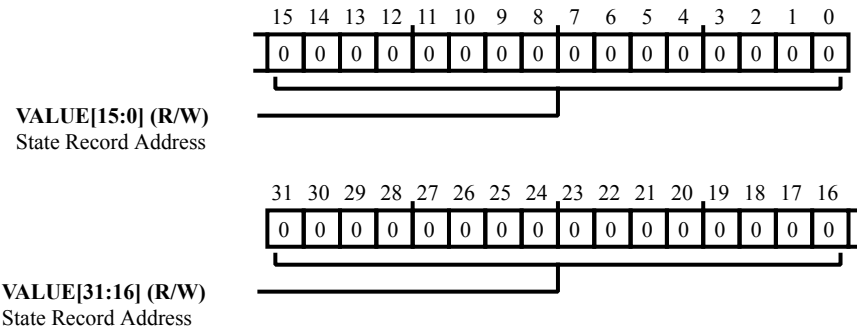 15 14 13 12 11 10 9 8 7 6 5 4 3 2 1 0
0 0 0 0 0 0 0 0 0 0 0 0 0 0 0 0
VALUE[15:0] (R/W)
State Record Address
31 30 29 28 27 26 25 24 23 22 21 20 19 18 17 16
0 0 0 0 0 0 0 0 0 0 0 0 0 0 0 0
VALUE[31:16] (R/W)
State Record Address